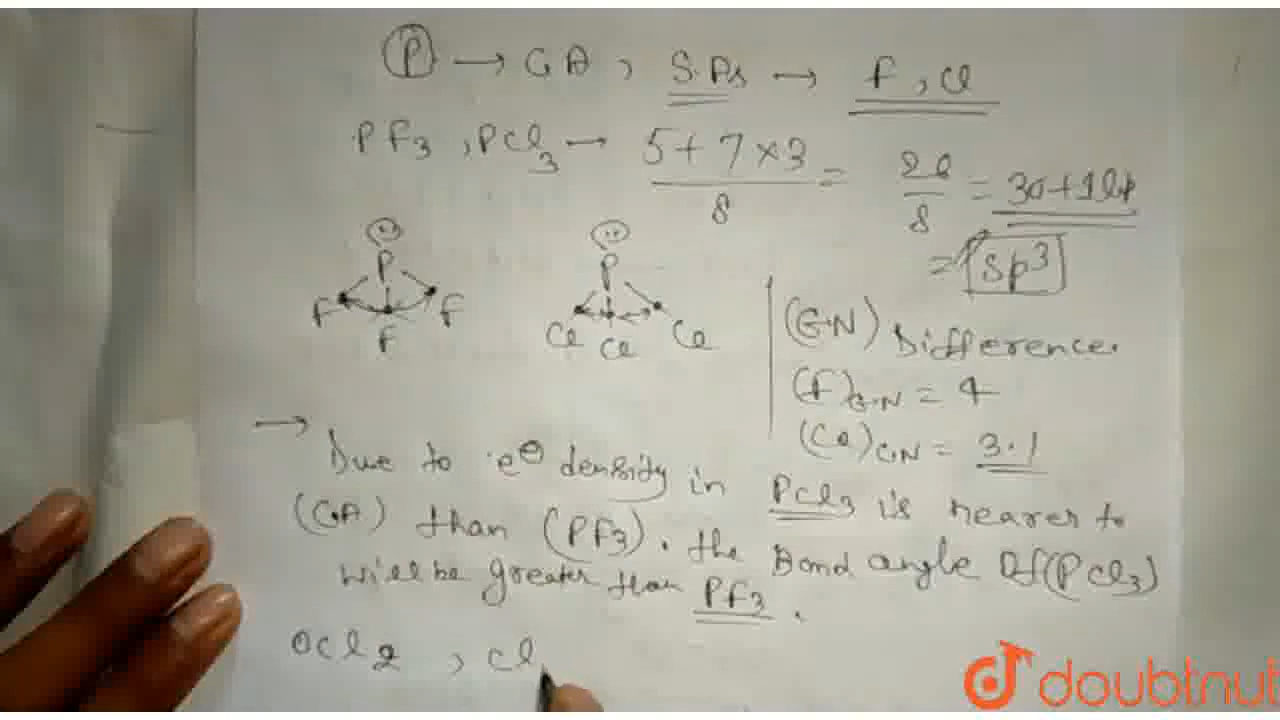 P → CA, S.As → F, Cl
PF3, PCl3 → 5+7×3/8 = 26/8 = 3σ+1lp
= sp3
P
F F F
P
Cl Cl Cl
(E·N) Difference.
(F)E·N = 4
(Cl)E·N = 3.1
→ Due to e⊖ density in PCl3 is nearer to
(CA) than (PF3). the Bond angle of (PCl3)
will be greater than PF3.
OCl2, Cl
doubtnut